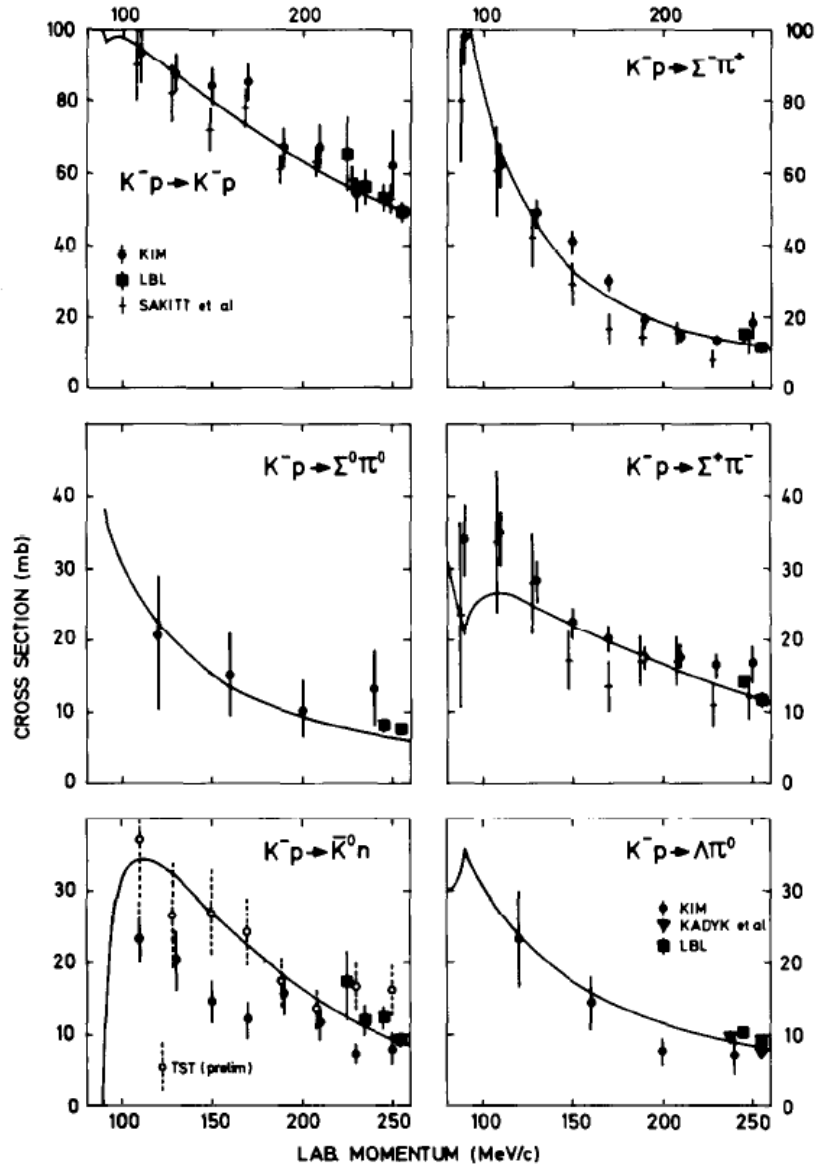 100 200 100 200
100 80 60 40 20 0
K⁻p→K⁻p
KIM
LBL
SAKITT et al
K⁻p→Σ⁻π⁺
100 80 60 40 20 0
K⁻p→Σ⁰π⁰
40 30 20 10 0
K⁻p→Σ⁺π⁻
40 30 20 10 0
CROSS SECTION (mb)
K⁻p→K̄⁰n
30 20 10 0
TST (prelim)
K⁻p→Λπ⁰
KIM
KADYK et al
LBL
30 20 10 0
100 150 200 250 100 150 200 250
LAB. MOMENTUM (MeV/c)